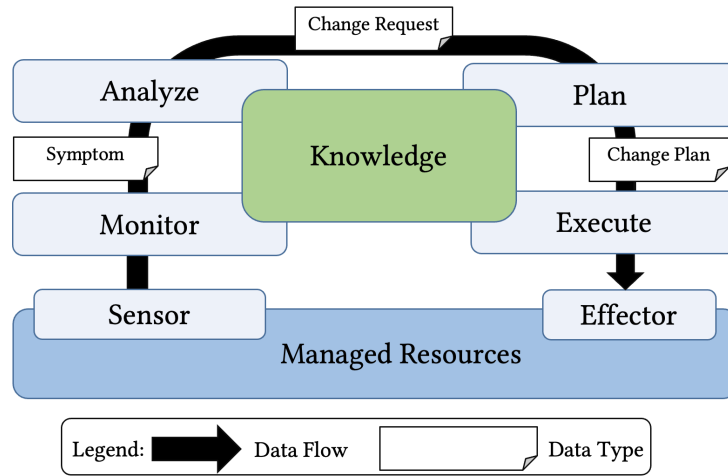 Change Request
Analyze
Plan
Symptom
Knowledge
Change Plan
Monitor
Execute
Sensor
Effector
Managed Resources
Legend: Data Flow Data Type